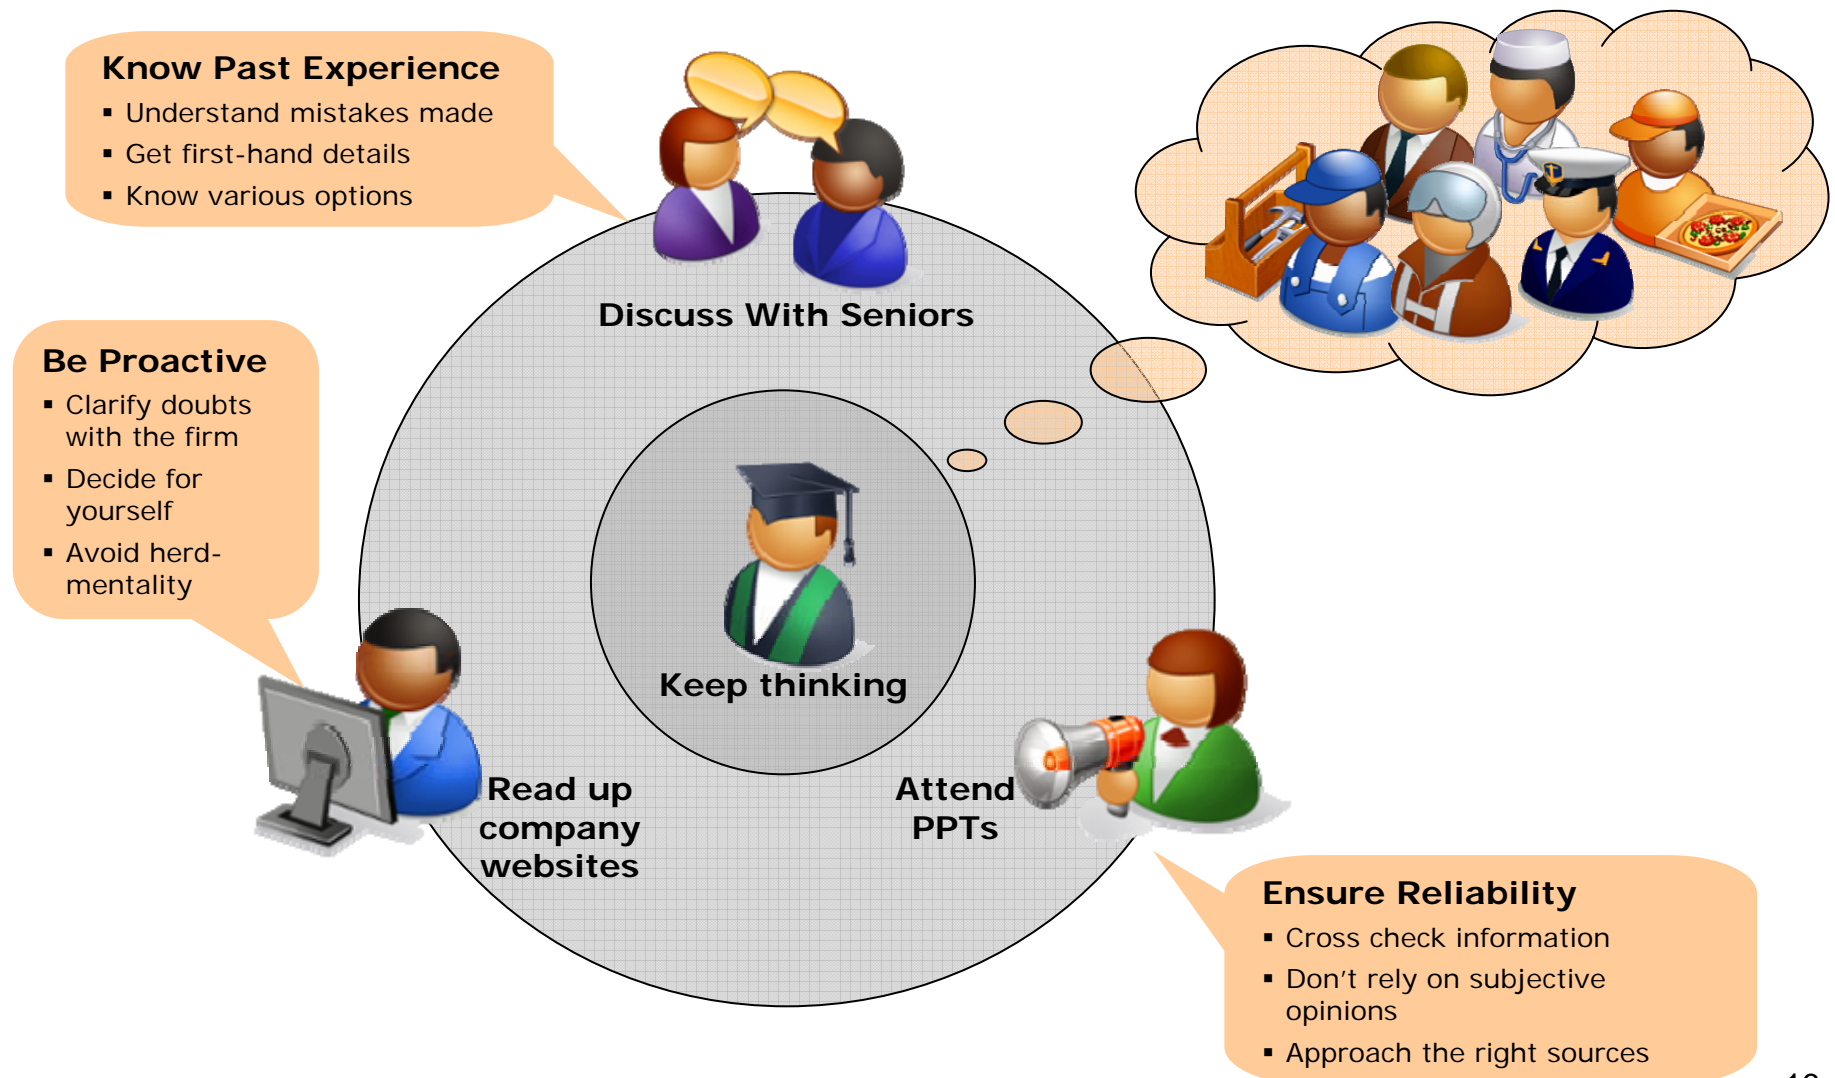 Know Past Experience
▪ Understand mistakes made
▪ Get first-hand details
▪ Know various options
Discuss With Seniors
Be Proactive
▪ Clarify doubts
with the firm
▪ Decide for
yourself
▪ Avoid herd-
mentality
Keep thinking
Read up
company
websites
Attend
PPTs
Ensure Reliability
▪ Cross check information
▪ Don't rely on subjective
opinions
▪ Approach the right sources